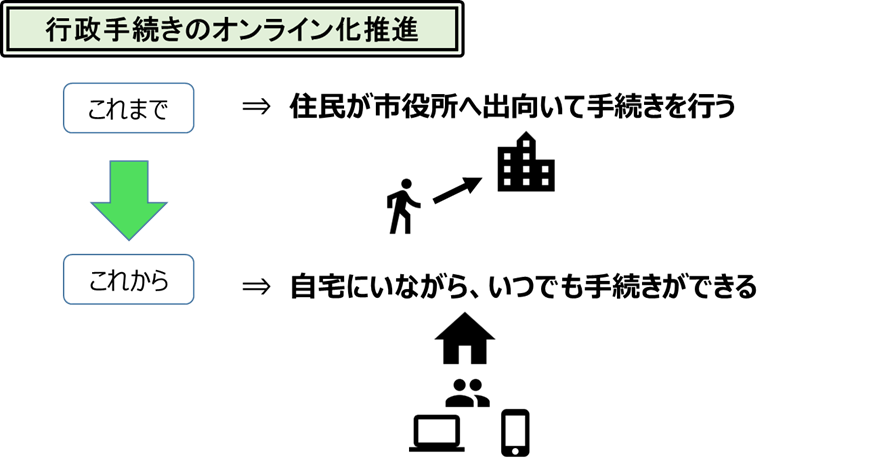 行政手続きのオンライン化推進
これまで ⇒ 住民が市役所へ出向いて手続きを行う
これから ⇒ 自宅にいながら、いつでも手続きができる